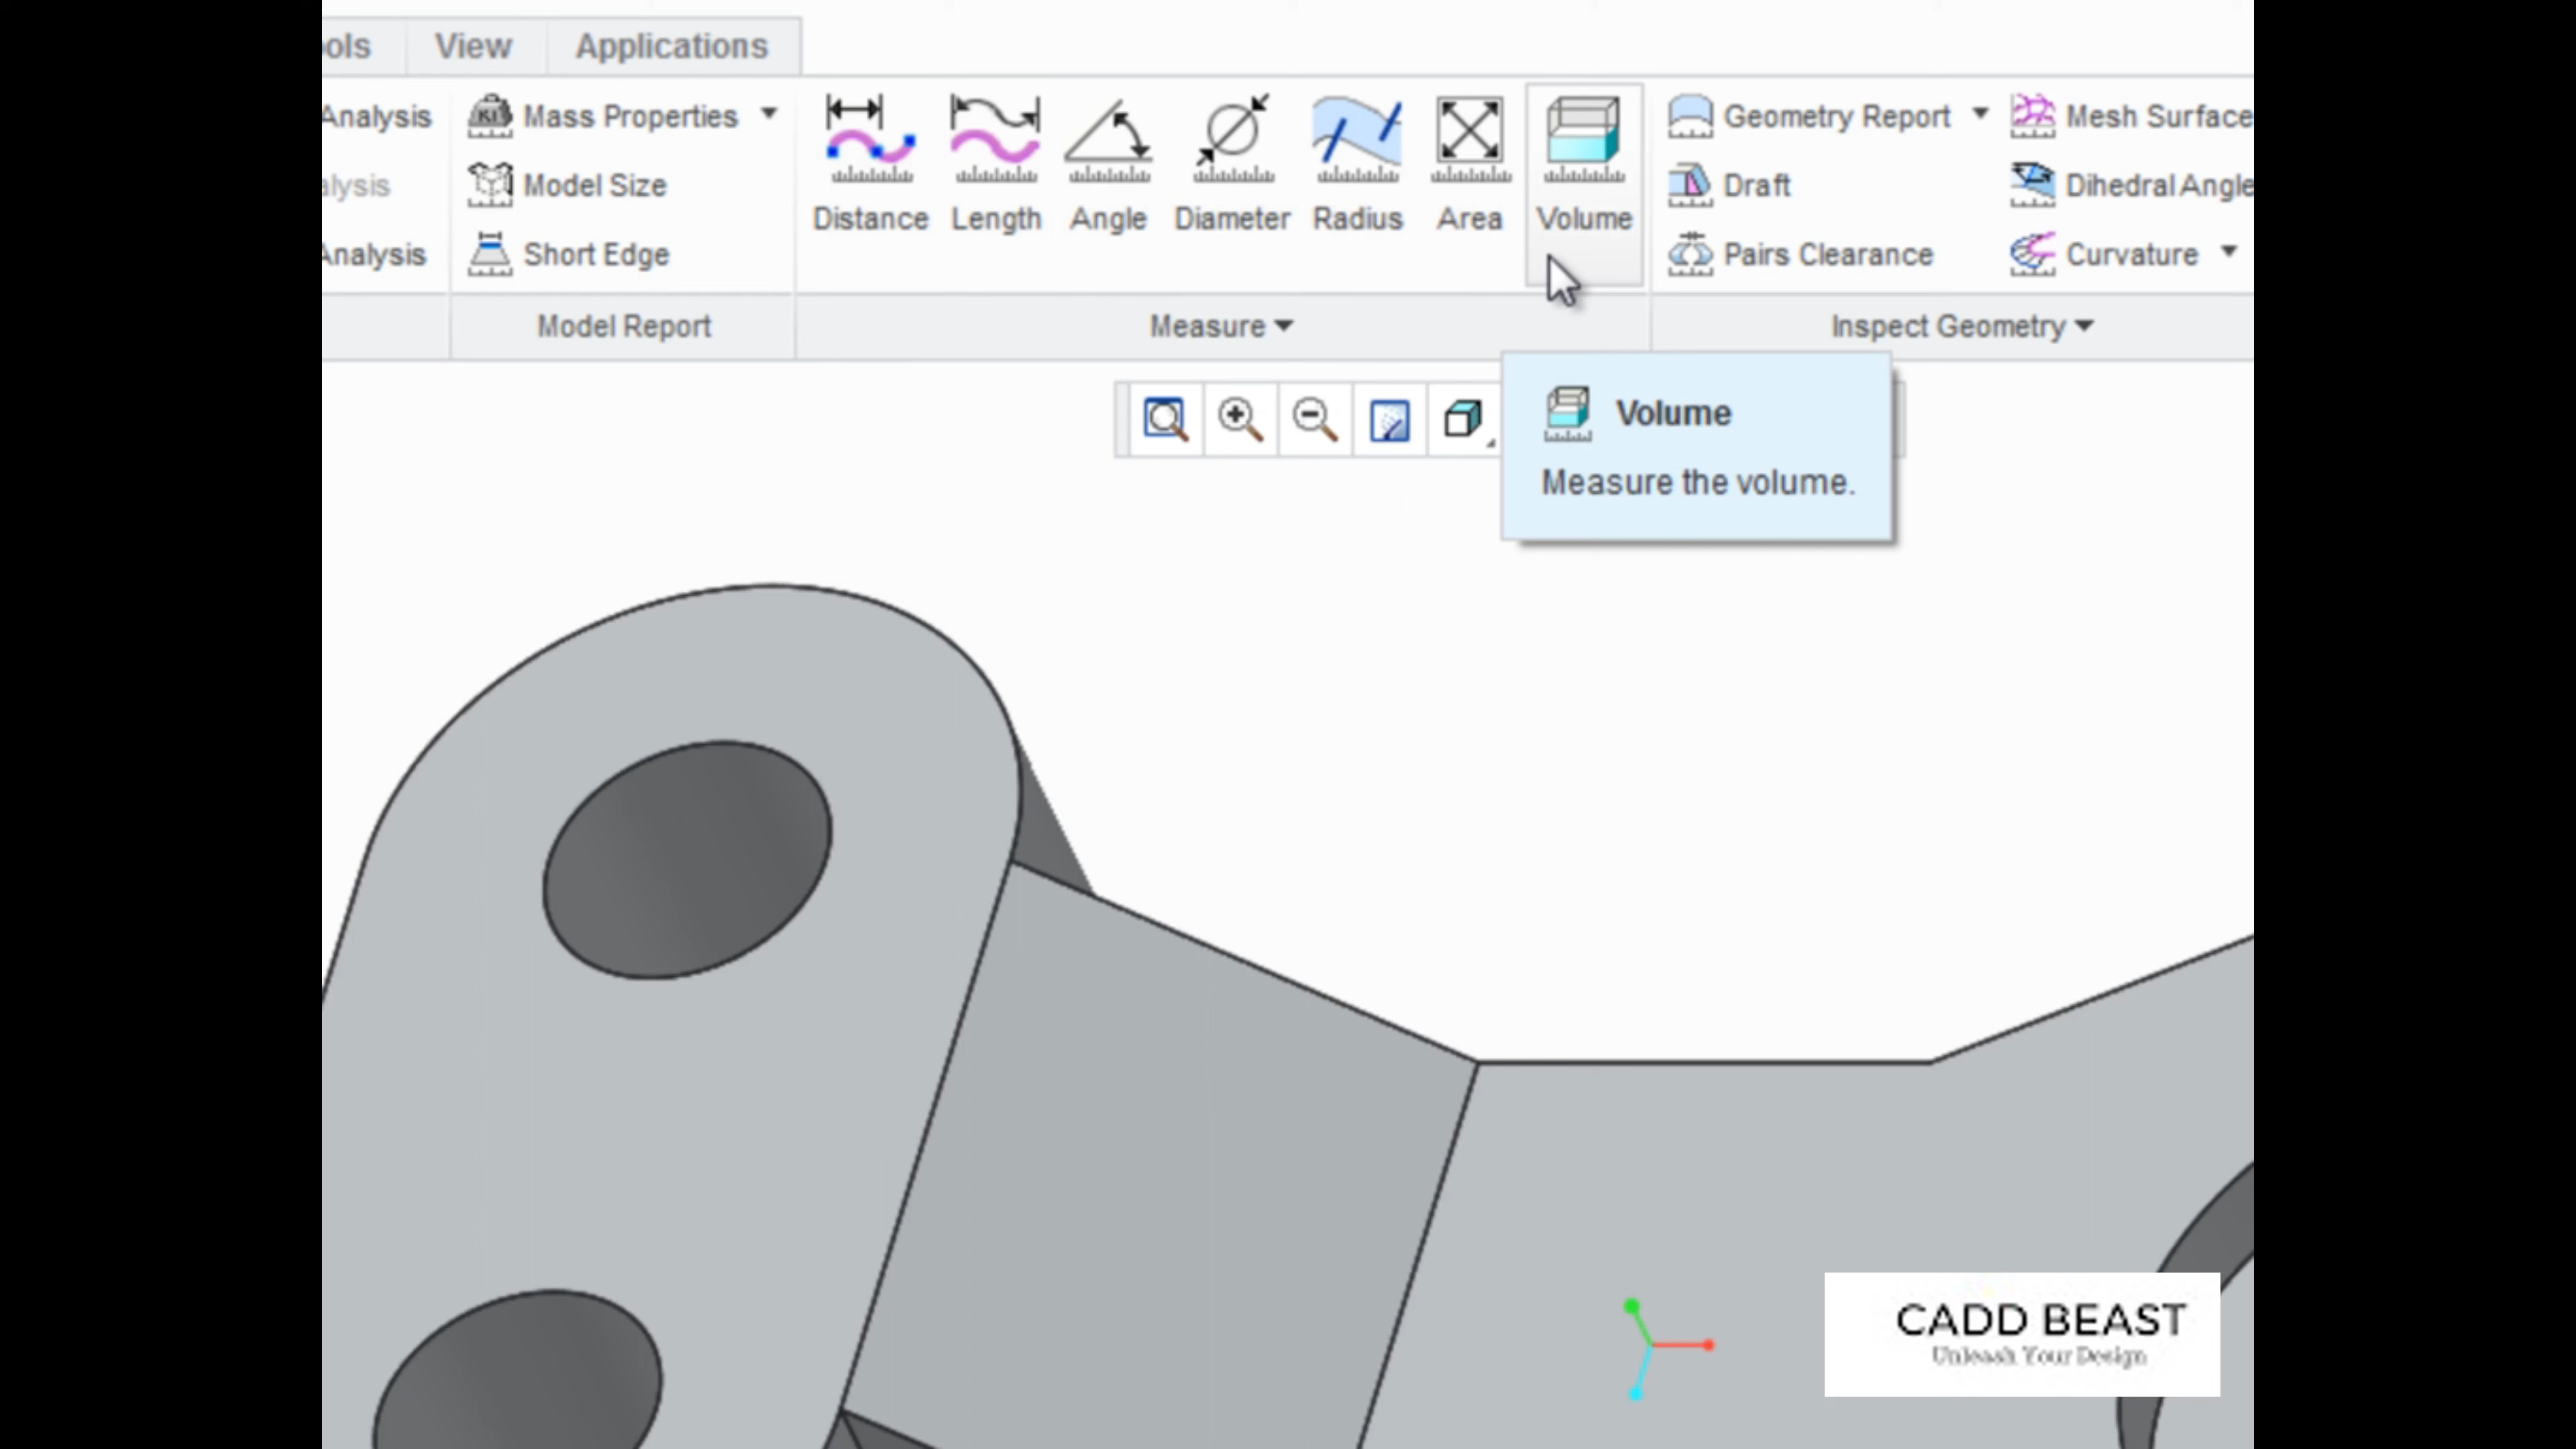 ols View Applications
Analysis Mass Properties
alysis Model Size
Analysis Short Edge
Distance Length Angle Diameter Radius Area Volume
Geometry Report Mesh Surface
Draft Dihedral Angle
Pairs Clearance Curvature
Model Report Measure Inspect Geometry
Volume
Measure the volume.
CADD BEAST
Unleash Your Design